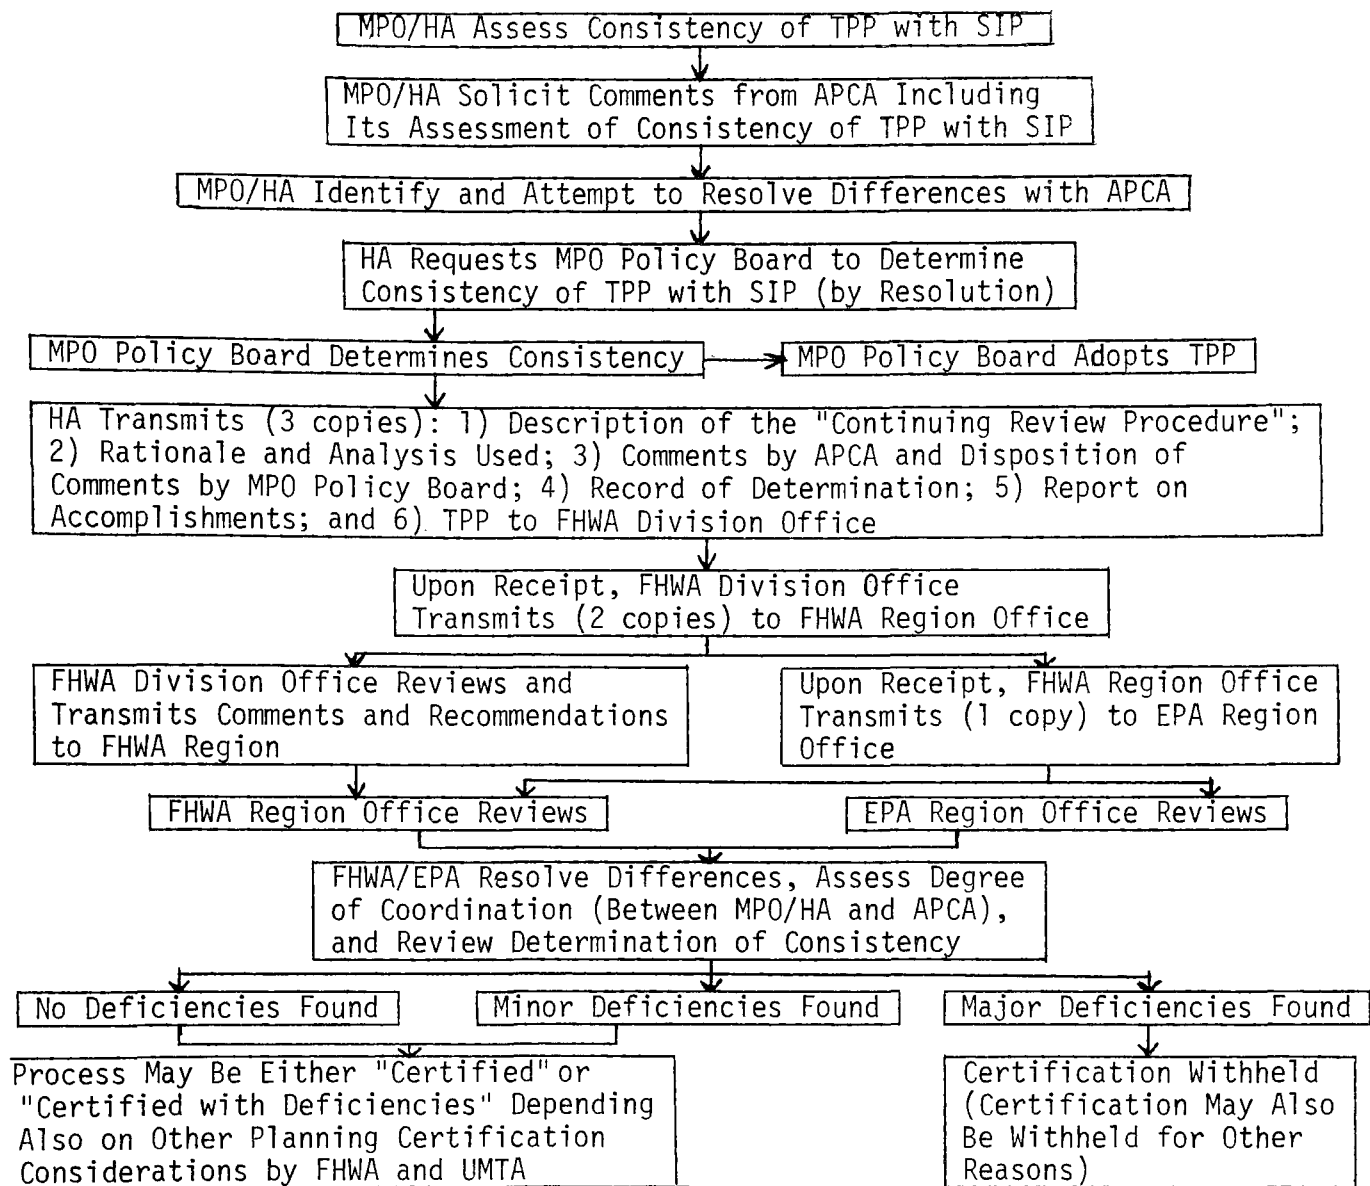 MPO/HA Assess Consistency of TPP with SIP
MPO/HA Solicit Comments from APCA Including
Its Assessment of Consistency of TPP with SIP
MPO/HA Identify and Attempt to Resolve Differences with APCA
HA Requests MPO Policy Board to Determine
Consistency of TPP with SIP (by Resolution)
MPO Policy Board Determines Consistency
MPO Policy Board Adopts TPP
HA Transmits (3 copies): 1) Description of the "Continuing Review Procedure";
2) Rationale and Analysis Used; 3) Comments by APCA and Disposition of
Comments by MPO Policy Board; 4) Record of Determination; 5) Report on
Accomplishments; and 6) TPP to FHWA Division Office
Upon Receipt, FHWA Division Office
Transmits (2 copies) to FHWA Region Office
FHWA Division Office Reviews and
Transmits Comments and Recommendations
to FHWA Region
Upon Receipt, FHWA Region Office
Transmits (1 copy) to EPA Region
Office
FHWA Region Office Reviews
EPA Region Office Reviews
FHWA/EPA Resolve Differences, Assess Degree
of Coordination (Between MPO/HA and APCA),
and Review Determination of Consistency
No Deficiencies Found
Minor Deficiencies Found
Major Deficiencies Found
Process May Be Either "Certified" or
"Certified with Deficiencies" Depending
Also on Other Planning Certification
Considerations by FHWA and UMTA
Certification Withheld
(Certification May Also
Be Withheld for Other
Reasons)